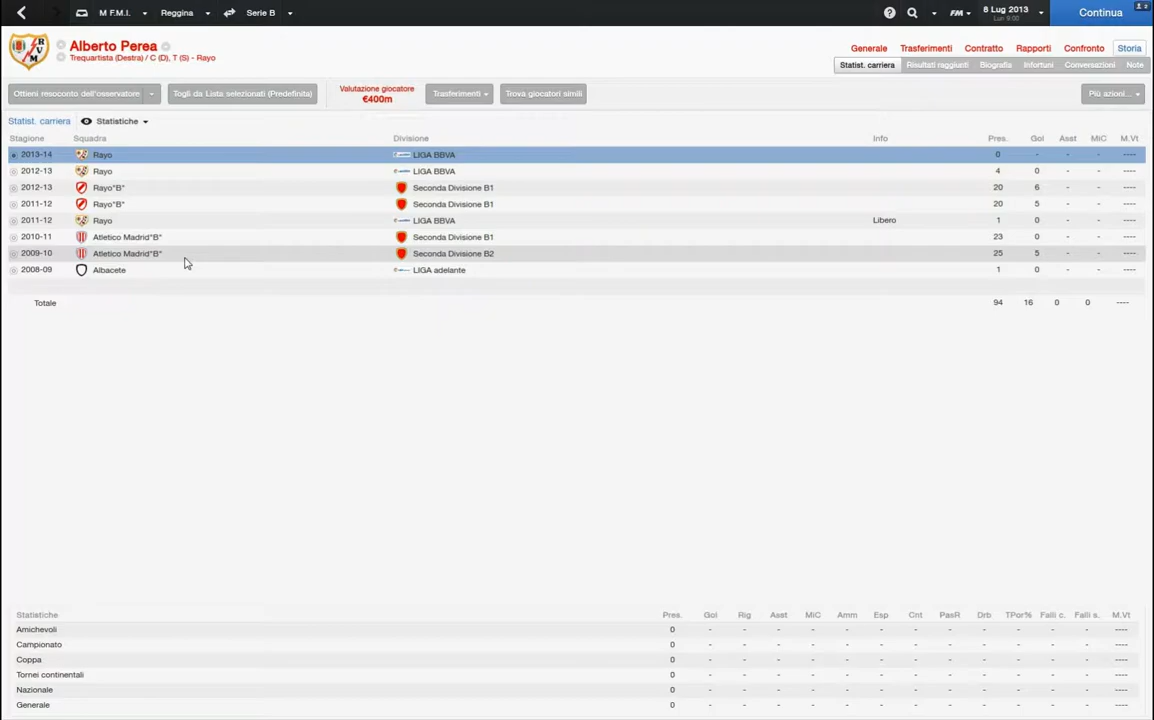 M F.M.I. Reggina Serie B FM 8 Lug 2013 Lun 9:00 Continua 2
Alberto Perea
Trequartista (Destra) / C (D), T (S) - Rayo
Generale Trasferimenti Contratto Rapporti Confronto Storia
Statist. carriera Risultati raggiunti Biografia Infortuni Conversazioni Note
Ottieni resoconto dell'osservatore Togli da Lista selezionati (Predefinita) Valutazione giocatore €400m Trasferimenti Trova giocatori simili Più azioni...
Statist. carriera Statistiche
Stagione Squadra Divisione Info Pres. Gol Asst MiC M.Vt
2013-14 Rayo LIGA BBVA 0 - - - ----
2012-13 Rayo LIGA BBVA 4 0 - - ----
2012-13 Rayo"B" Seconda Divisione B1 20 6 - - ----
2011-12 Rayo"B" Seconda Divisione B1 20 5 - - ----
2011-12 Rayo LIGA BBVA Libero 1 0 - - ----
2010-11 Atletico Madrid"B" Seconda Divisione B1 23 0 - - ----
2009-10 Atletico Madrid"B" Seconda Divisione B2 25 5 - - ----
2008-09 Albacete LIGA adelante 1 0 - - ----
Totale 94 16 0 0 ----
Statistiche Pres. Gol Rig Asst MiC Amm Esp Cnt PasR Drb TPor% Falli c. Falli s. M.Vt
Amichevoli 0 - - - - - - - - - - - - ----
Campionato 0 - - - - - - - - - - - - ----
Coppa 0 - - - - - - - - - - - - ----
Tornei continentali 0 - - - - - - - - - - - - ----
Nazionale 0 - - - - - - - - - - - - ----
Generale 0 - - - - - - - - - - - - ----